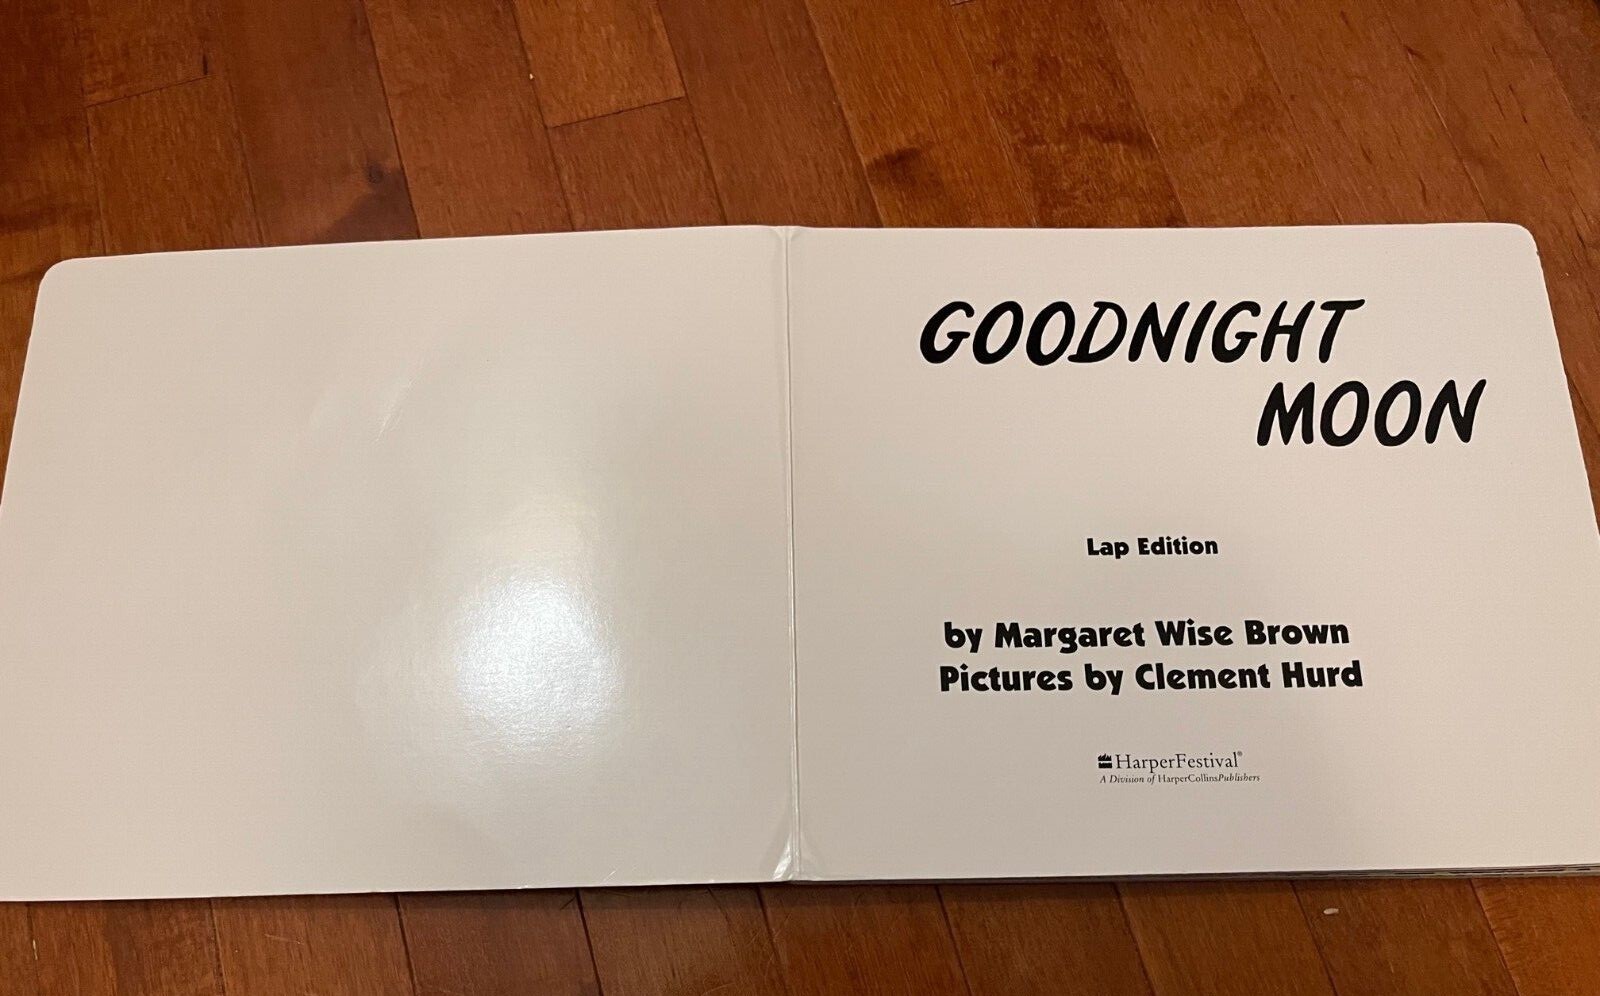 GOODNIGHT
MOON
Lap Edition
by Margaret Wise Brown
Pictures by Clement Hurd
HarperFestival®
A Division of HarperCollinsPublishers